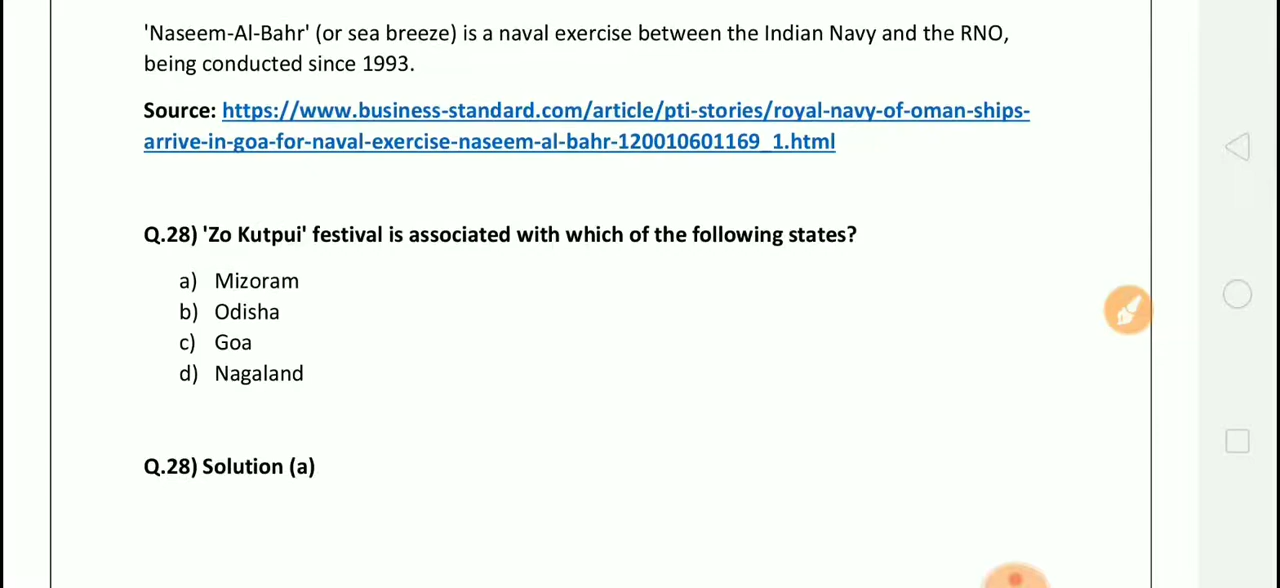 'Naseem-Al-Bahr' (or sea breeze) is a naval exercise between the Indian Navy and the RNO,
being conducted since 1993.
Source: https://www.business-standard.com/article/pti-stories/royal-navy-of-oman-ships-
arrive-in-goa-for-naval-exercise-naseem-al-bahr-120010601169_1.html
Q.28) 'Zo Kutpui' festival is associated with which of the following states?
a) Mizoram
b) Odisha
c) Goa
d) Nagaland
Q.28) Solution (a)